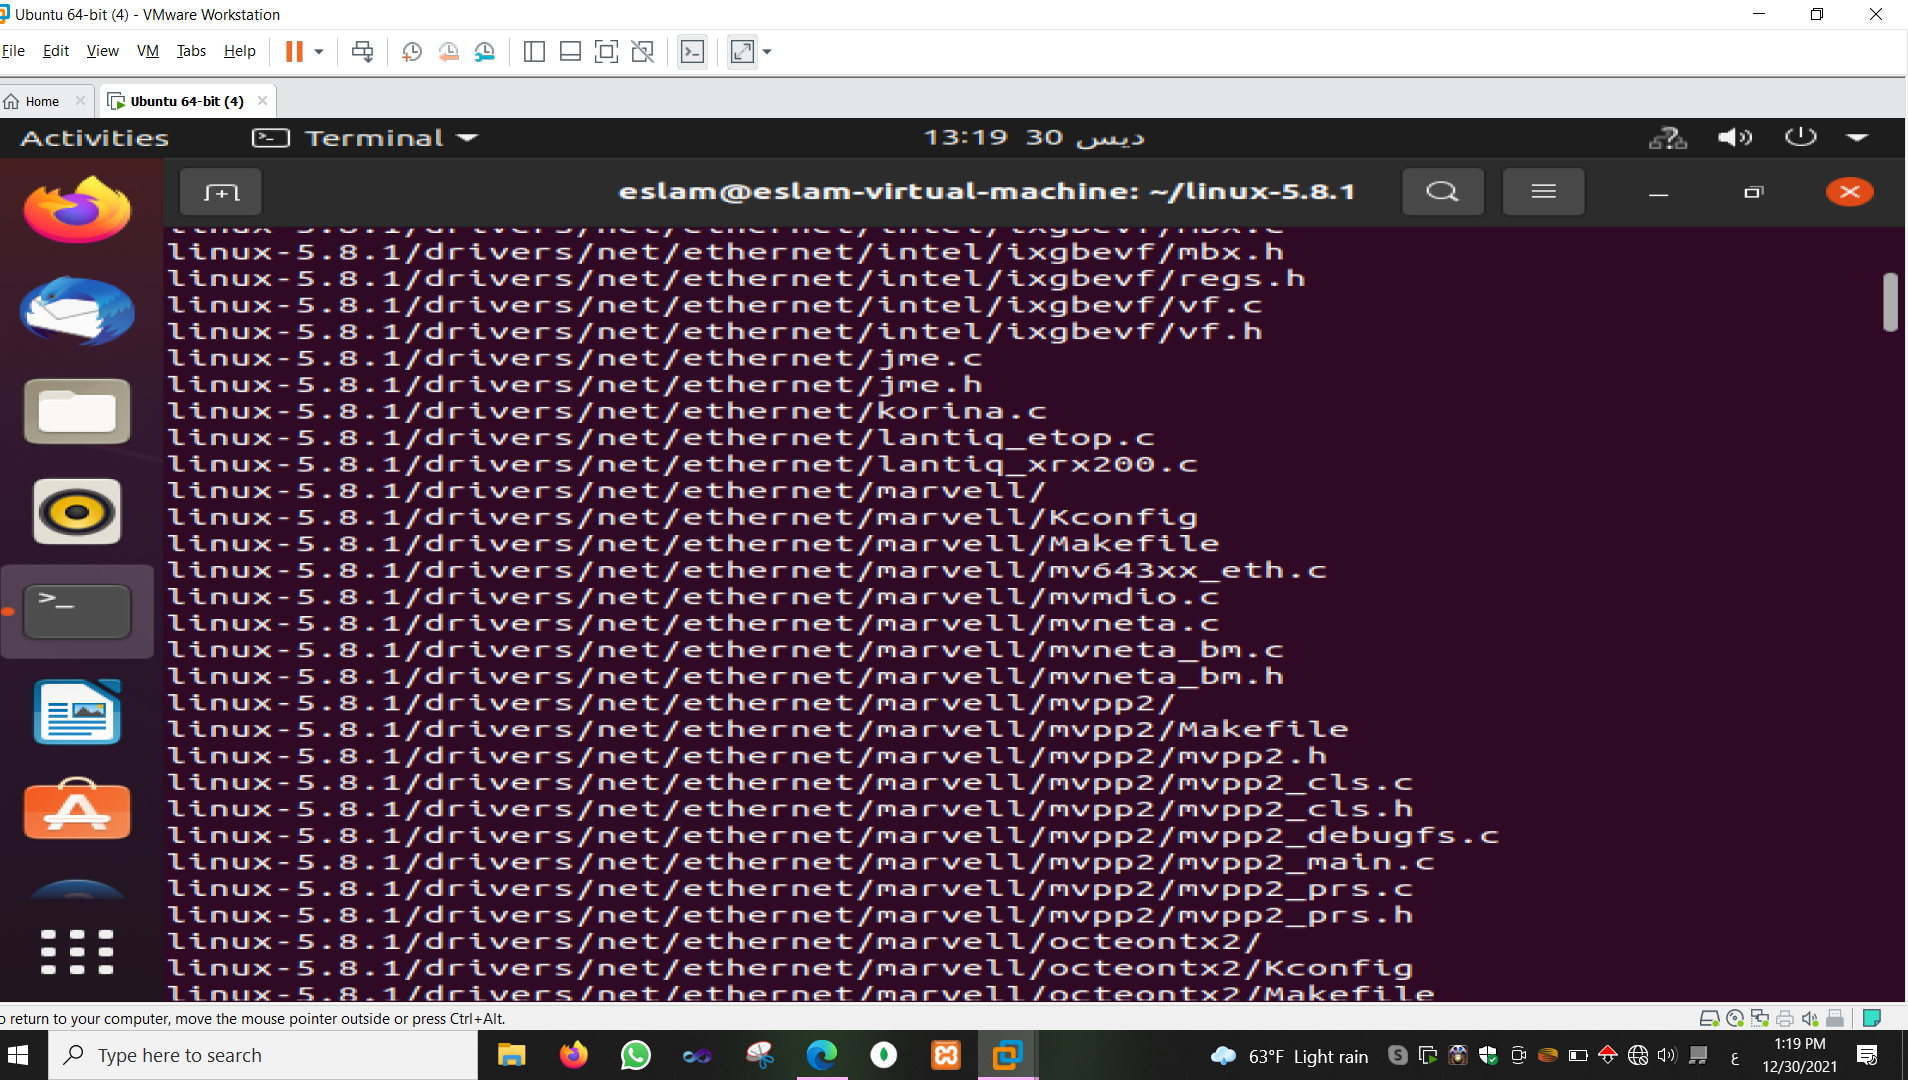 Ubuntu 64-bit (4) - VMware Workstation
File Edit View VM Tabs Help
Home
Ubuntu 64-bit (4)
Activities Terminal 13:19 30 ديس
eslam@eslam-virtual-machine: ~/linux-5.8.1
linux-5.8.1/drivers/net/ethernet/intel/ixgbevf/mbx.c
linux-5.8.1/drivers/net/ethernet/intel/ixgbevf/mbx.h
linux-5.8.1/drivers/net/ethernet/intel/ixgbevf/regs.h
linux-5.8.1/drivers/net/ethernet/intel/ixgbevf/vf.c
linux-5.8.1/drivers/net/ethernet/intel/ixgbevf/vf.h
linux-5.8.1/drivers/net/ethernet/jme.c
linux-5.8.1/drivers/net/ethernet/jme.h
linux-5.8.1/drivers/net/ethernet/korina.c
linux-5.8.1/drivers/net/ethernet/lantiq_etop.c
linux-5.8.1/drivers/net/ethernet/lantiq_xrx200.c
linux-5.8.1/drivers/net/ethernet/marvell/
linux-5.8.1/drivers/net/ethernet/marvell/Kconfig
linux-5.8.1/drivers/net/ethernet/marvell/Makefile
linux-5.8.1/drivers/net/ethernet/marvell/mv643xx_eth.c
linux-5.8.1/drivers/net/ethernet/marvell/mvmdio.c
linux-5.8.1/drivers/net/ethernet/marvell/mvneta.c
linux-5.8.1/drivers/net/ethernet/marvell/mvneta_bm.c
linux-5.8.1/drivers/net/ethernet/marvell/mvneta_bm.h
linux-5.8.1/drivers/net/ethernet/marvell/mvpp2/
linux-5.8.1/drivers/net/ethernet/marvell/mvpp2/Makefile
linux-5.8.1/drivers/net/ethernet/marvell/mvpp2/mvpp2.h
linux-5.8.1/drivers/net/ethernet/marvell/mvpp2/mvpp2_cls.c
linux-5.8.1/drivers/net/ethernet/marvell/mvpp2/mvpp2_cls.h
linux-5.8.1/drivers/net/ethernet/marvell/mvpp2/mvpp2_debugfs.c
linux-5.8.1/drivers/net/ethernet/marvell/mvpp2/mvpp2_main.c
linux-5.8.1/drivers/net/ethernet/marvell/mvpp2/mvpp2_prs.c
linux-5.8.1/drivers/net/ethernet/marvell/mvpp2/mvpp2_prs.h
linux-5.8.1/drivers/net/ethernet/marvell/octeontx2/
linux-5.8.1/drivers/net/ethernet/marvell/octeontx2/Kconfig
linux-5.8.1/drivers/net/ethernet/marvell/octeontx2/Makefile
o return to your computer, move the mouse pointer outside or press Ctrl+Alt.
Type here to search
63°F Light rain
ع
1:19 PM
12/30/2021